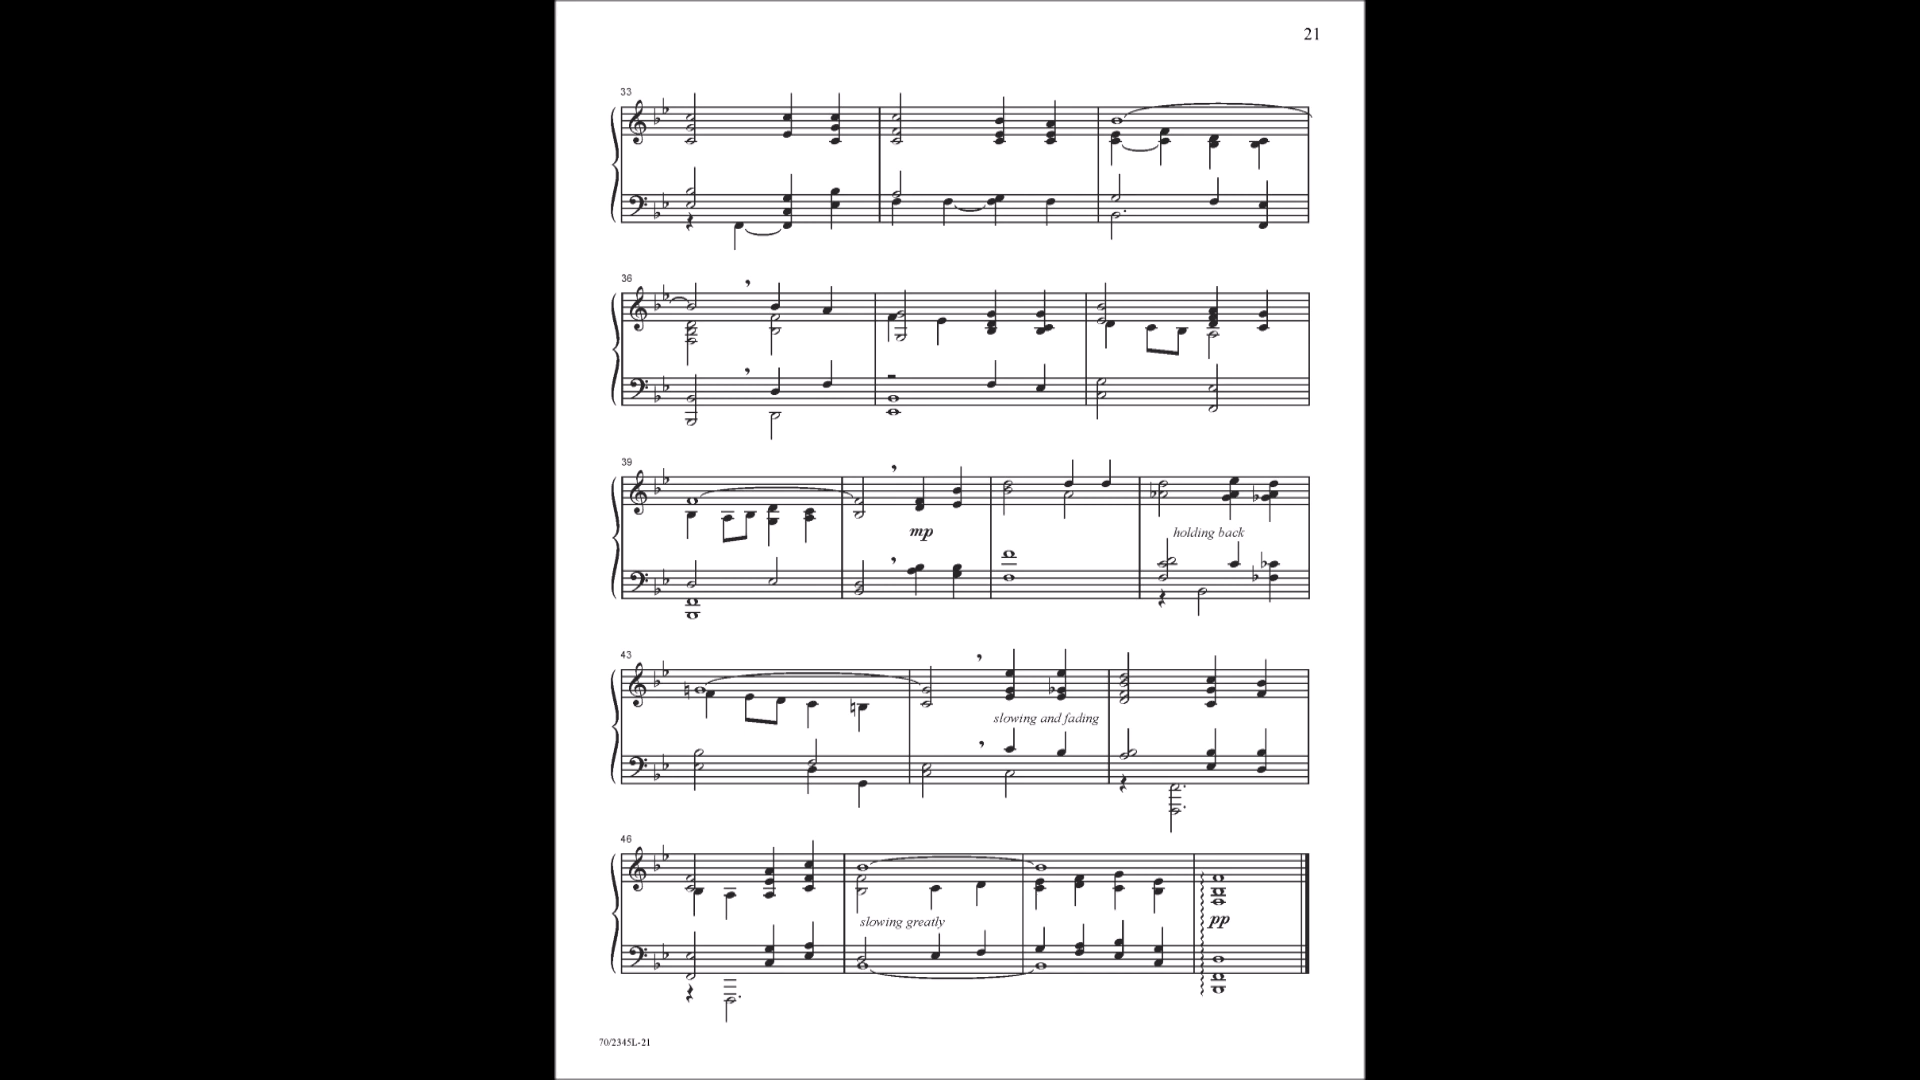 21
33
36
39
mp
holding back
43
slowing and fading
46
slowing greatly
pp
70/2345L-21